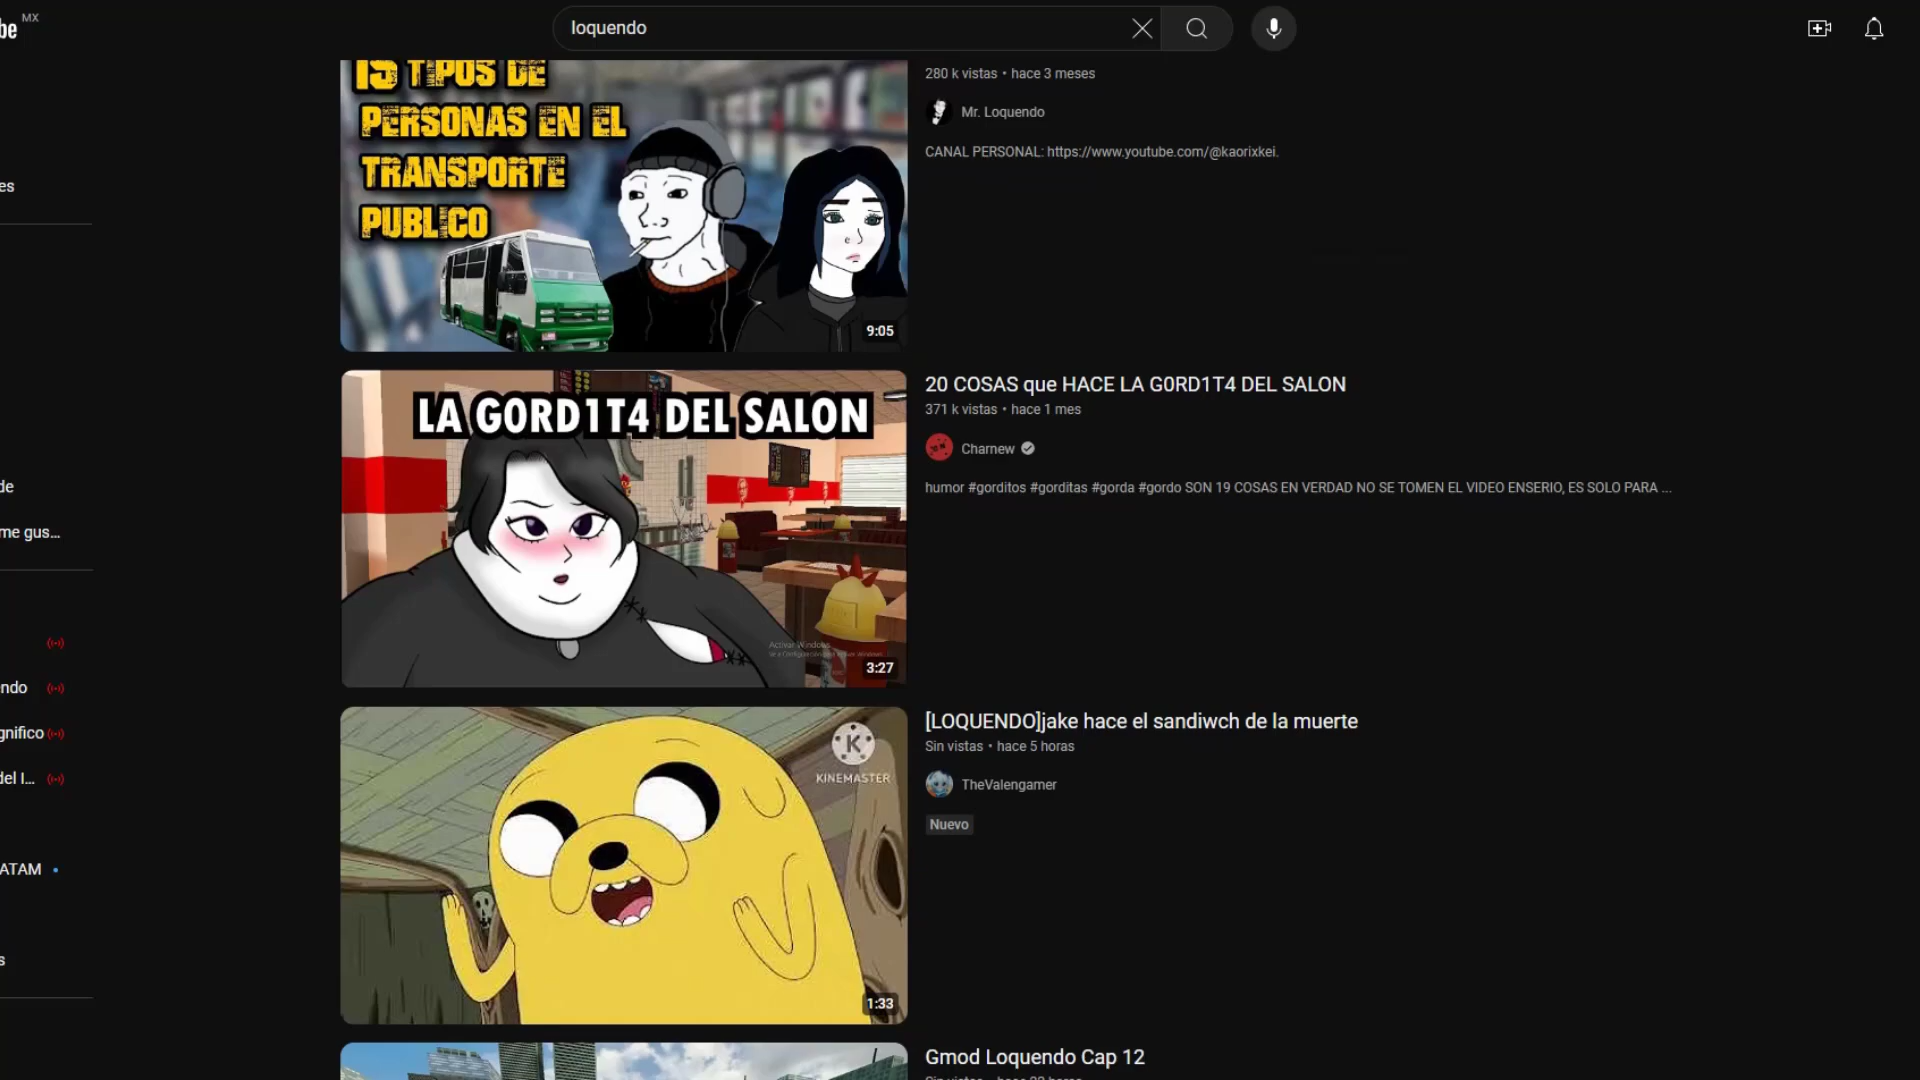 be MX
loquendo
15 TIPOS DE
PERSONAS EN EL
TRANSPORTE
PUBLICO
9:05
280 k vistas • hace 3 meses
Mr. Loquendo
CANAL PERSONAL: https://www.youtube.com/@kaorixkei.
es
LA GORD1T4 DEL SALON
Activar Windows
3:27
20 COSAS que HACE LA G0RD1T4 DEL SALON
371 k vistas • hace 1 mes
Charnew
humor #gorditos #gorditas #gorda #gordo SON 19 COSAS EN VERDAD NO SE TOMEN EL VIDEO ENSERIO, ES SOLO PARA ...
de
me gus...
ndo
gnifico
del I...
ATAM
s
KINEMASTER
1:33
[LOQUENDO]jake hace el sandiwch de la muerte
Sin vistas • hace 5 horas
TheValengamer
Nuevo
Gmod Loquendo Cap 12